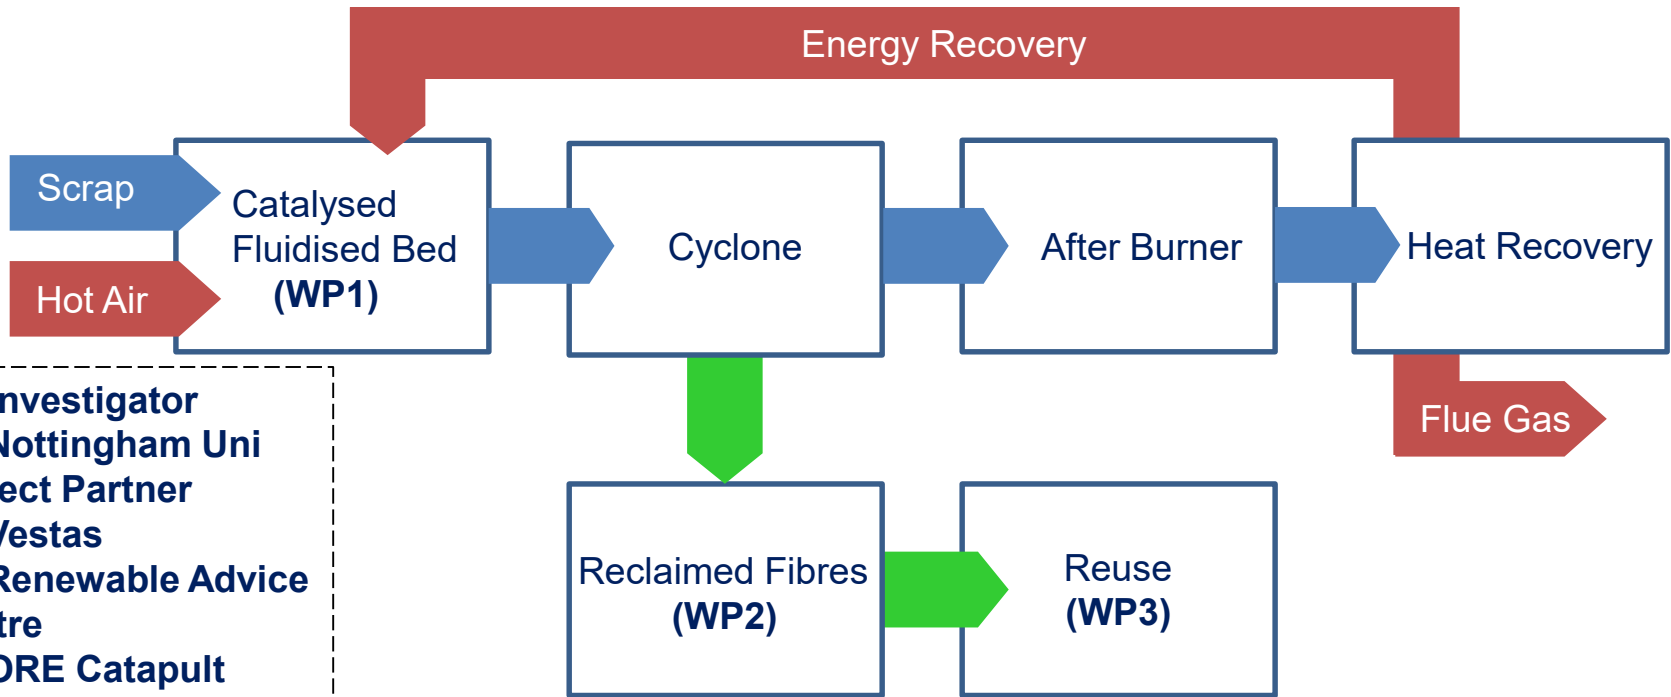 Energy Recovery
Scrap
Hot Air
Catalysed
Fluidised Bed
(WP1)
Cyclone
After Burner
Heat Recovery
Flue Gas
Reclaimed Fibres
(WP2)
Reuse
(WP3)
nvestigator
Nottingham Uni
ect Partner
Vestas
Renewable Advice
tre
ORE Catapult